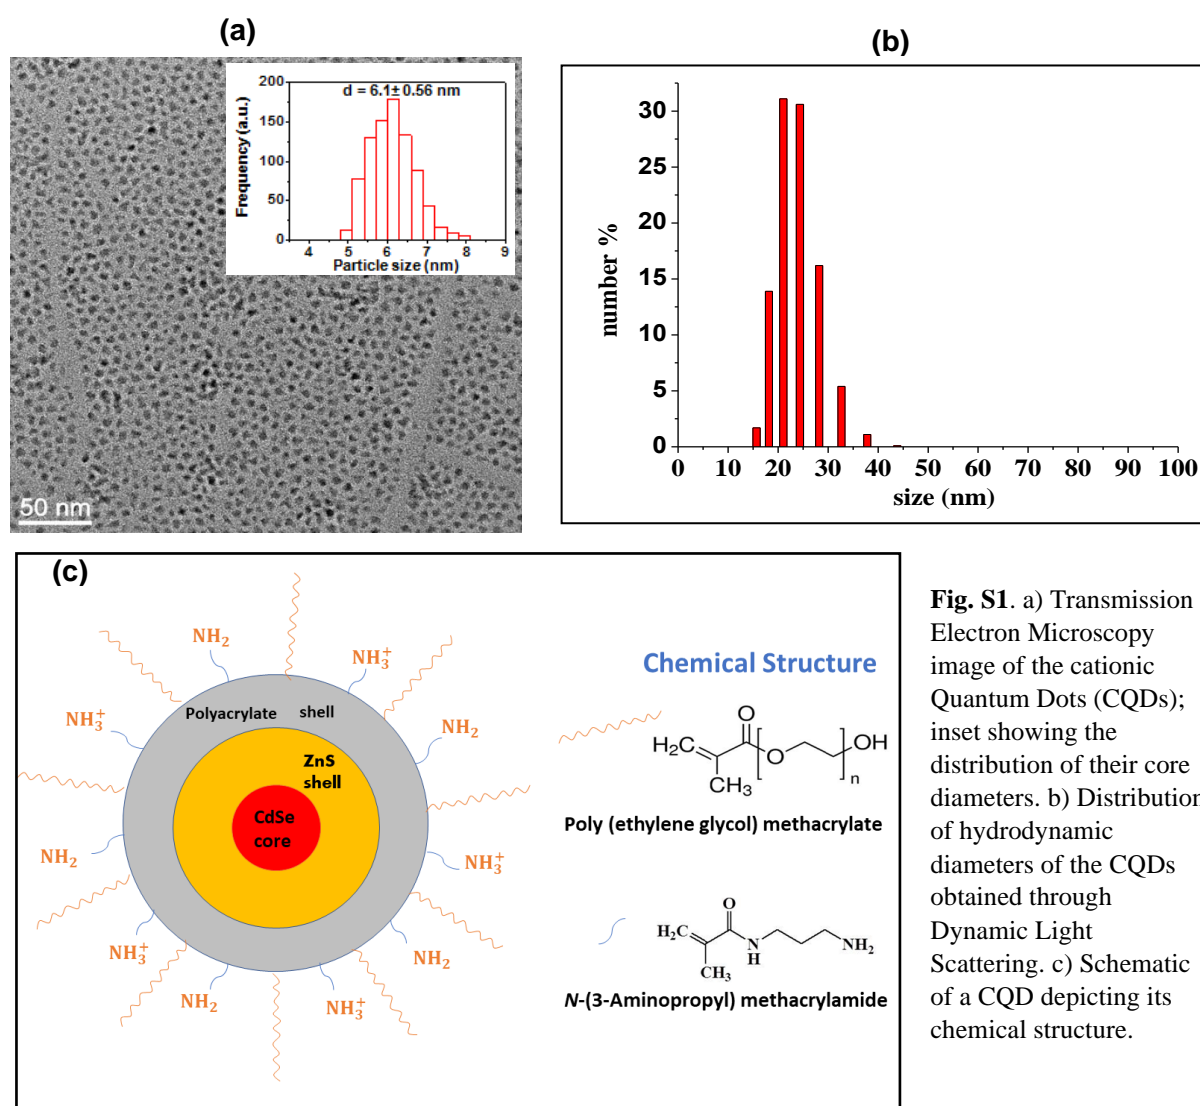 (a)
200
150
100
50
0
Frequency (a.u.)
d = 6.1± 0.56 nm
4 5 6 7 8 9
Particle size (nm)
50 nm
(b)
30
25
20
15
10
5
0
number %
0 10 20 30 40 50 60 70 80 90 100
size (nm)
(c)
NH2
NH3+
NH3+
NH2
NH2
NH3+
NH3+
NH2
NH2
NH3+
Polyacrylate shell
ZnS
shell
CdSe
core
Chemical Structure
H2C
CH3
O
O
OH
n
Poly (ethylene glycol) methacrylate
H2C
CH3
O
N
H
NH2
N-(3-Aminopropyl) methacrylamide
Fig. S1. a) Transmission
Electron Microscopy
image of the cationic
Quantum Dots (CQDs);
inset showing the
distribution of their core
diameters. b) Distribution
of hydrodynamic
diameters of the CQDs
obtained through
Dynamic Light
Scattering. c) Schematic
of a CQD depicting its
chemical structure.